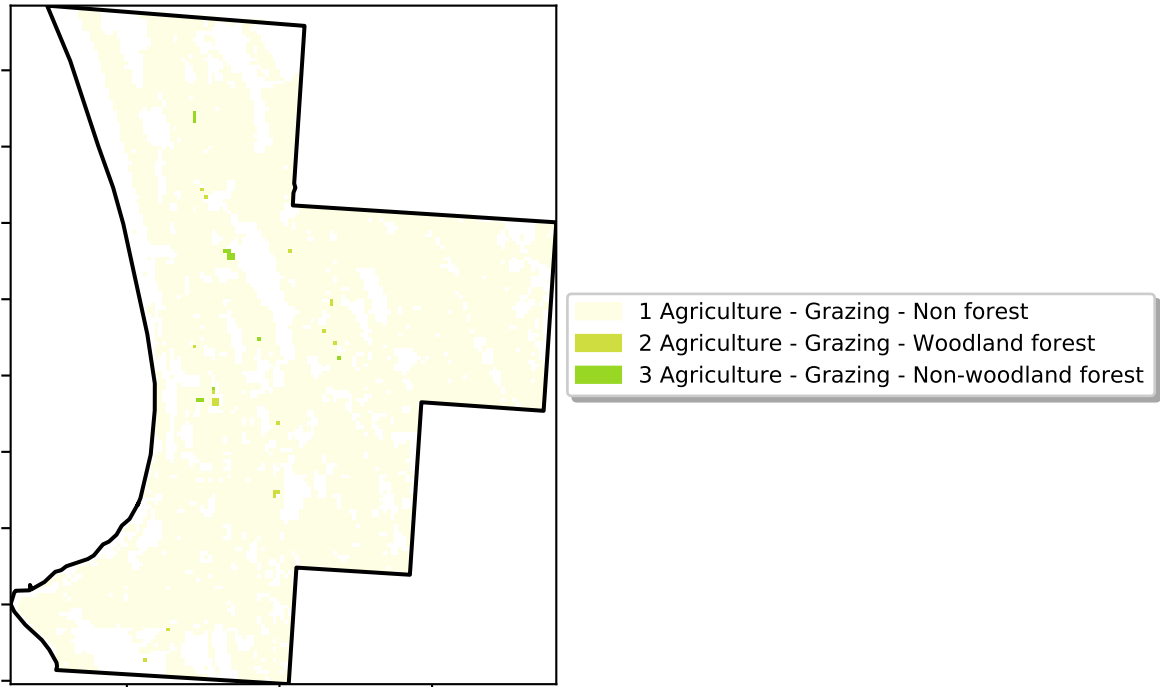 1 Agriculture - Grazing - Non forest
2 Agriculture - Grazing - Woodland forest
3 Agriculture - Grazing - Non-woodland forest